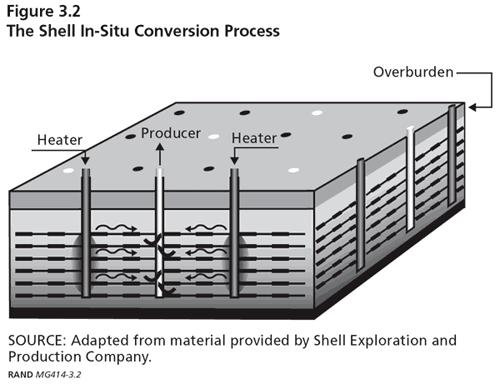 Figure 3.2
The Shell In-Situ Conversion Process
Overburden
Heater
Producer
Heater
SOURCE: Adapted from material provided by Shell Exploration and
Production Company.
RAND MG414-3.2